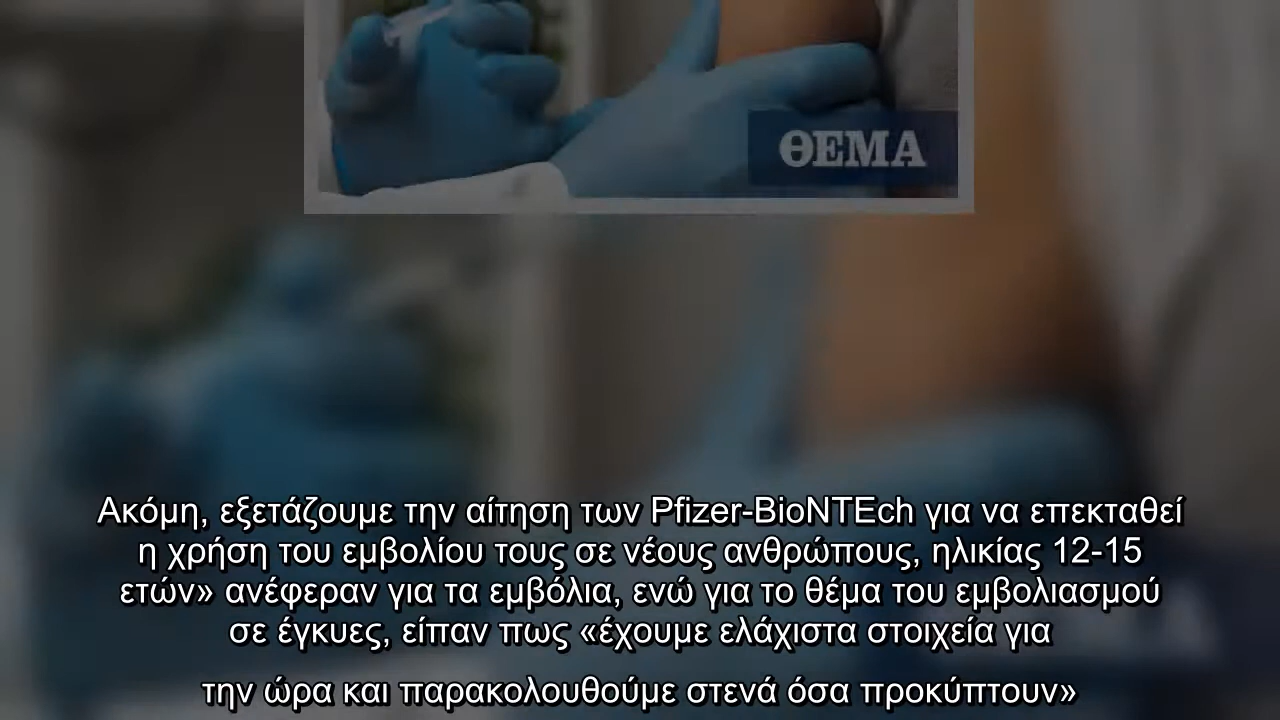 ΘΕΜΑ
Ακόμη, εξετάζουμε την αίτηση των Pfizer-BioNTEch για να επεκταθεί
η χρήση του εμβολίου τους σε νέους ανθρώπους, ηλικίας 12-15
ετών» ανέφεραν για τα εμβόλια, ενώ για το θέμα του εμβολιασμού
σε έγκυες, είπαν πως «έχουμε ελάχιστα στοιχεία για
την ώρα και παρακολουθούμε στενά όσα προκύπτουν»